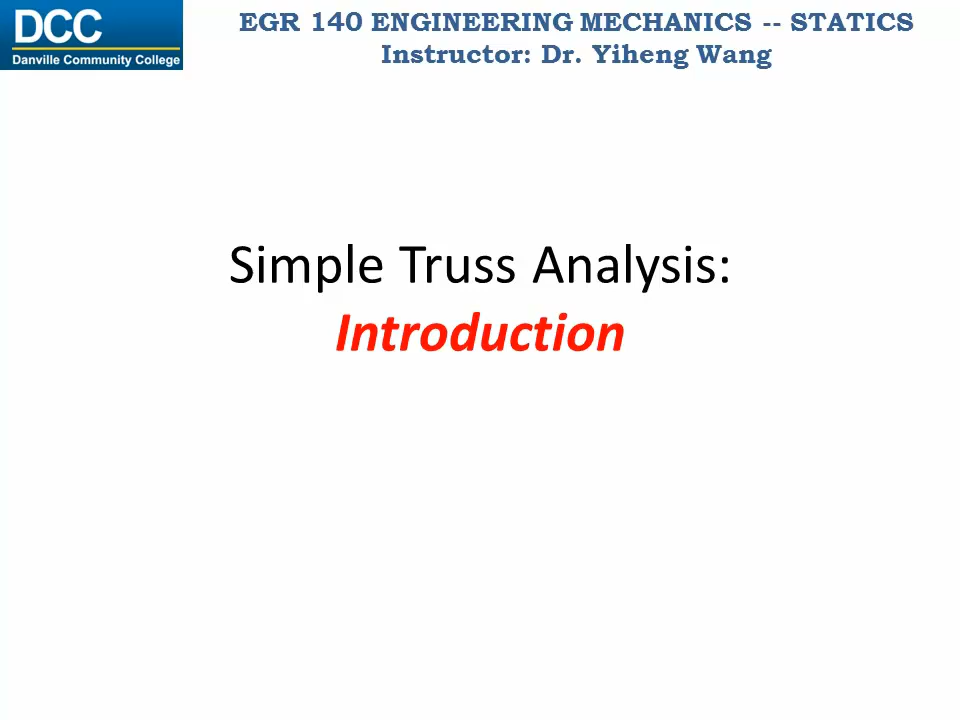 DCC
Danville Community College
EGR 140 ENGINEERING MECHANICS -- STATICS
Instructor: Dr. Yiheng Wang
Simple Truss Analysis:
Introduction